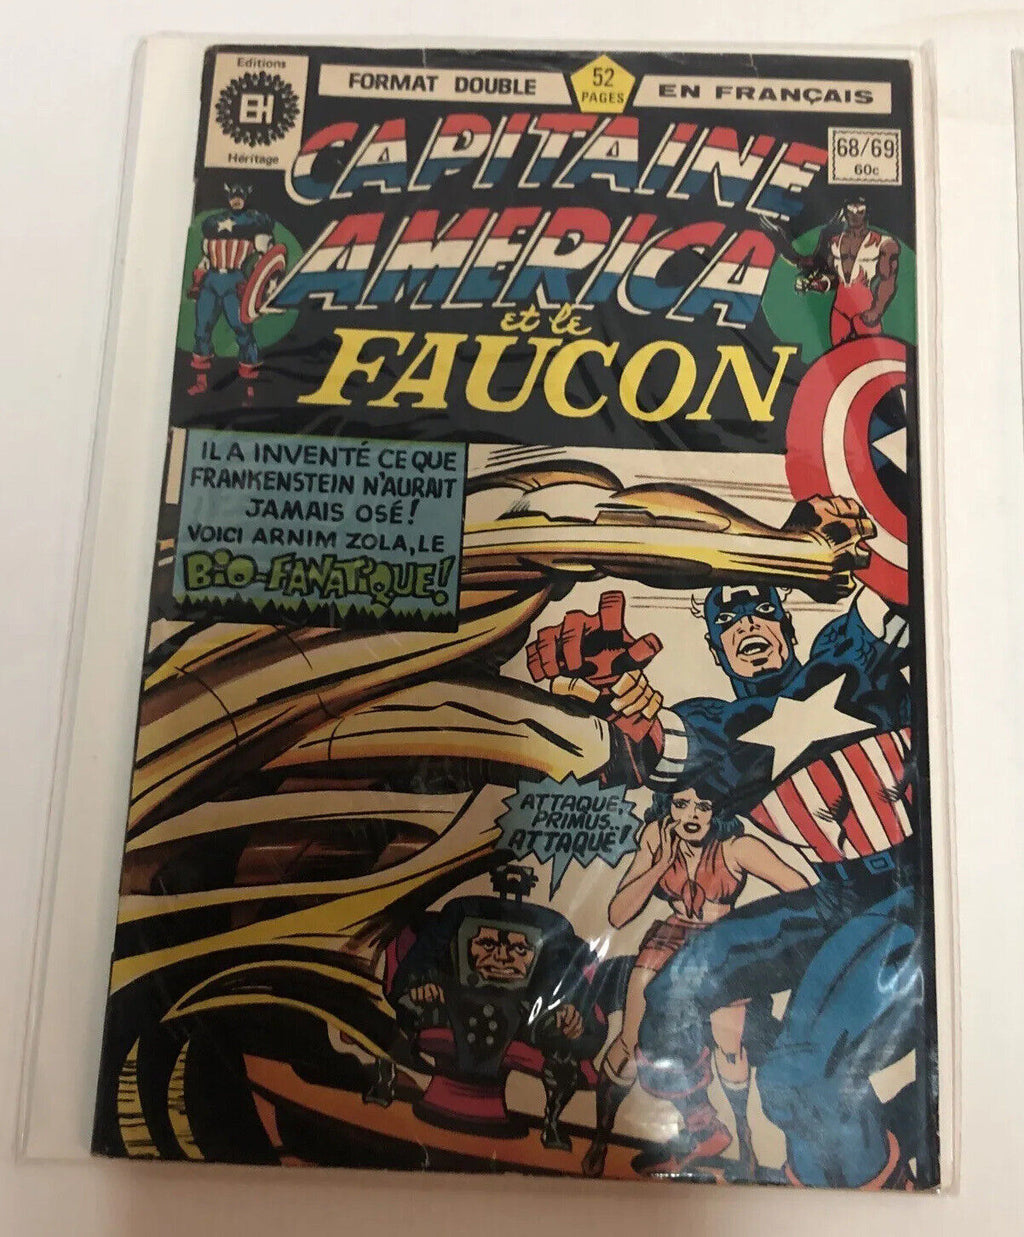 Editions
EH
Héritage
FORMAT DOUBLE
52
PAGES
EN FRANÇAIS
CAPITAINE
AMERICA
68/69
60c
et le
FAUCON
IL A INVENTÉ CE QUE
FRANKENSTEIN N'AURAIT
JAMAIS OSÉ!
VOICI ARNIM ZOLA, LE
BIO-FANATIQUE!
ATTAQUE,
PRIMUS,
ATTAQUE!
A